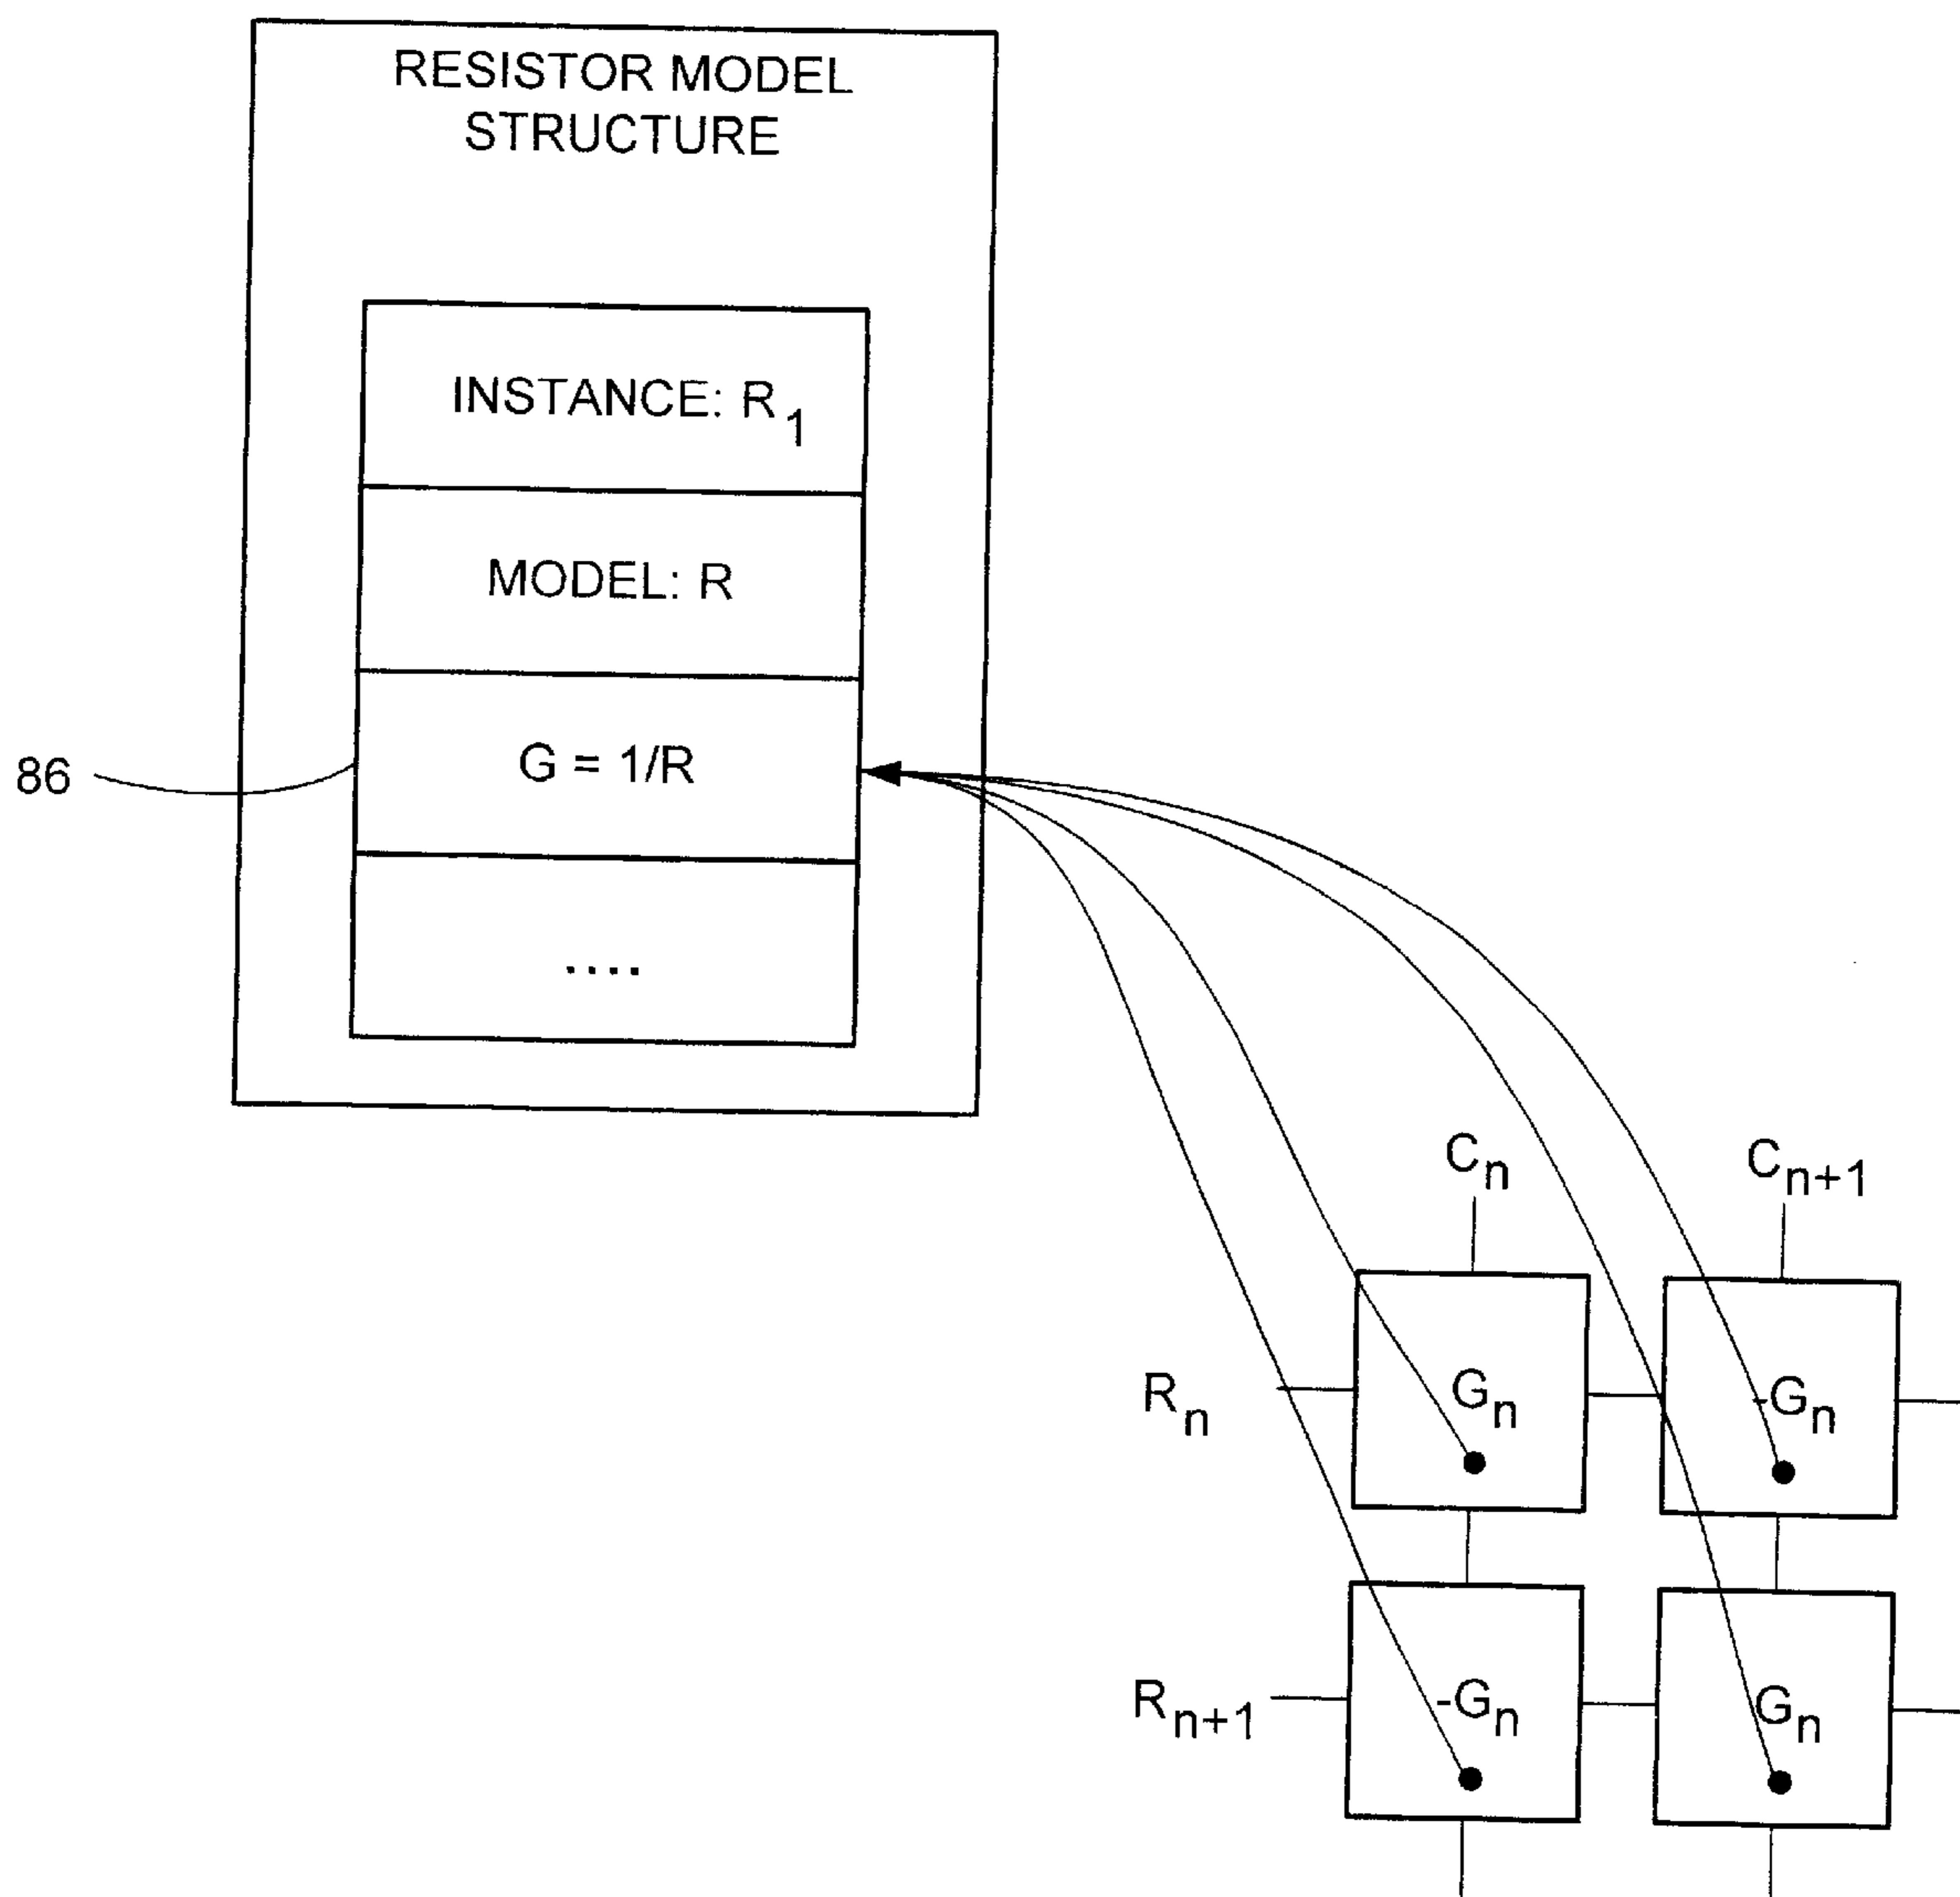 RESISTOR MODEL
STRUCTURE
INSTANCE: R₁
MODEL: R
86
G = 1/R
....
Cₙ
Cₙ₊₁
Rₙ
Gₙ
-Gₙ
Rₙ₊₁
-Gₙ
Gₙ